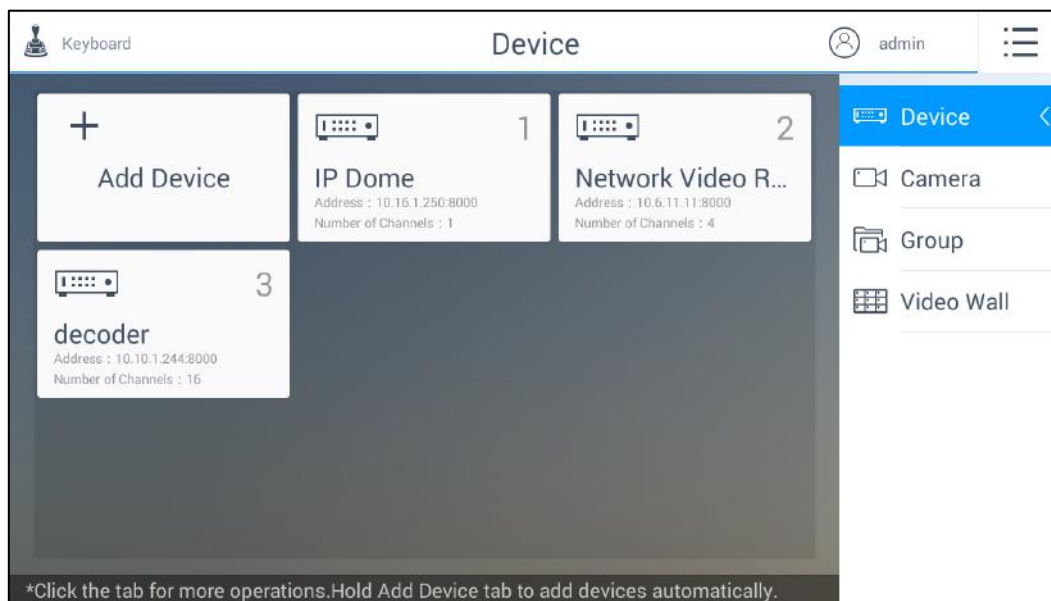 Keyboard
Device
admin
Add Device
1
IP Dome
Address : 10.16.1.250:8000
Number of Channels : 1
2
Network Video R...
Address : 10.6.11.11:8000
Number of Channels : 4
3
decoder
Address : 10.10.1.244:8000
Number of Channels : 16
Device
Camera
Group
Video Wall
*Click the tab for more operations.Hold Add Device tab to add devices automatically.